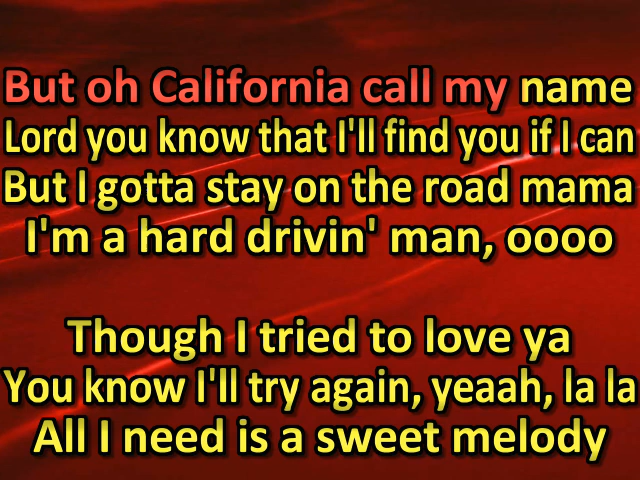 But oh California call my name
Lord you know that I'll find you if I can
But I gotta stay on the road mama
I'm a hard drivin' man, oooo
Though I tried to love ya
You know I'll try again, yeaah, la la
All I need is a sweet melody